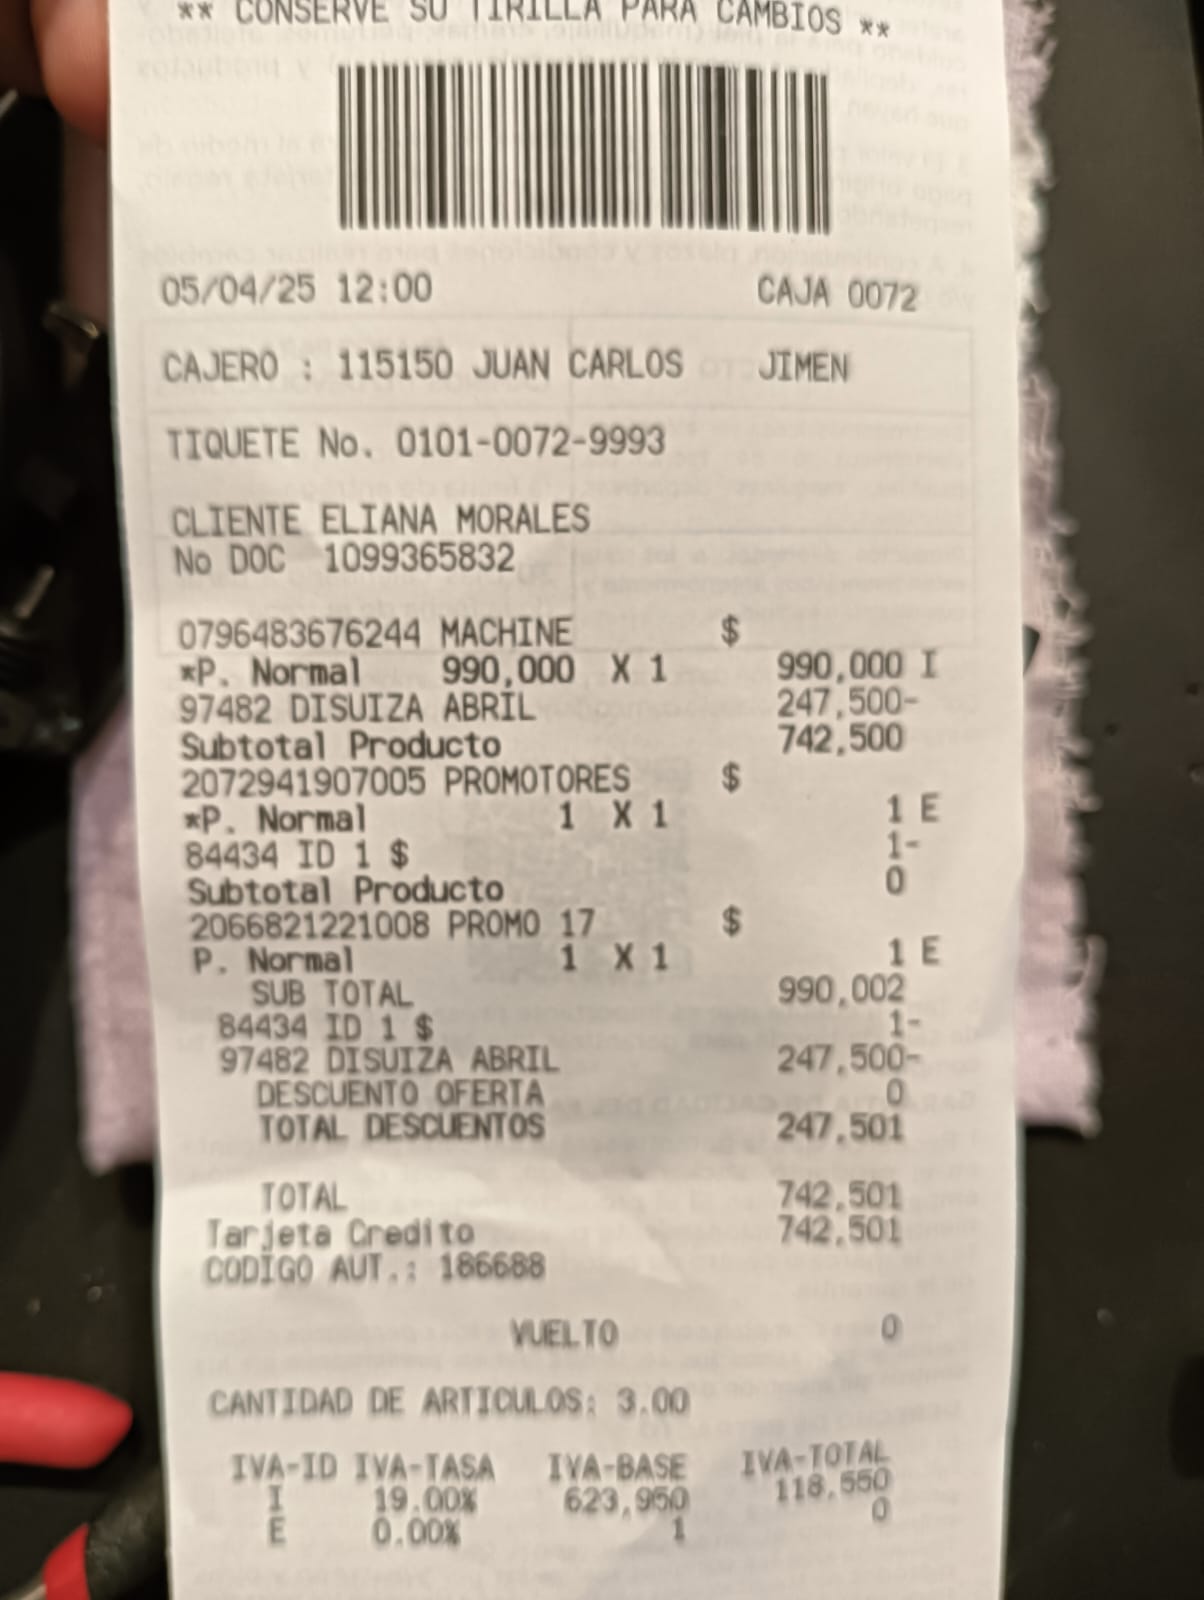 ** CONSERVE SU TIRILLA PARA CAMBIOS **
05/04/25 12:00 CAJA 0072
CAJERO : 115150 JUAN CARLOS JIMEN
TIQUETE No. 0101-0072-9993
CLIENTE ELIANA MORALES
No DOC 1099365832
0796483676244 MACHINE $
*P. Normal 990,000 X 1 990,000 I
97482 DISUIZA ABRIL 247,500-
Subtotal Producto 742,500
2072941907005 PROMOTORES $
*P. Normal 1 X 1 1 E
84434 ID 1 $ 1-
Subtotal Producto 0
2066821221008 PROMO 17 $
P. Normal 1 X 1 1 E
SUB TOTAL 990,002
84434 ID 1 $ 1-
97482 DISUIZA ABRIL 247,500-
DESCUENTO OFERTA 0
TOTAL DESCUENTOS 247,501
TOTAL 742,501
Tarjeta Credito 742,501
CODIGO AUT.: 186688
VUELTO 0
CANTIDAD DE ARTICULOS: 3.00
IVA-ID IVA-TASA IVA-BASE IVA-TOTAL
I 19.00% 623,950 118,550
E 0.00% 1 0